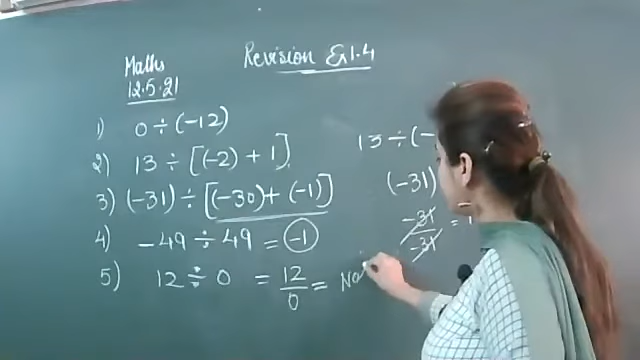 Maths
12.5.21
Revision Ex 1.4
1) 0 ÷ (-12)
2) 13 ÷ [(-2) + 1]
3) (-31) ÷ [(-30) + (-1)]
4) -49 ÷ 49 = -1
5) 12 ÷ 0 = 12/0 = Not
13 ÷ (-
(-31)
-31/-31 = 1